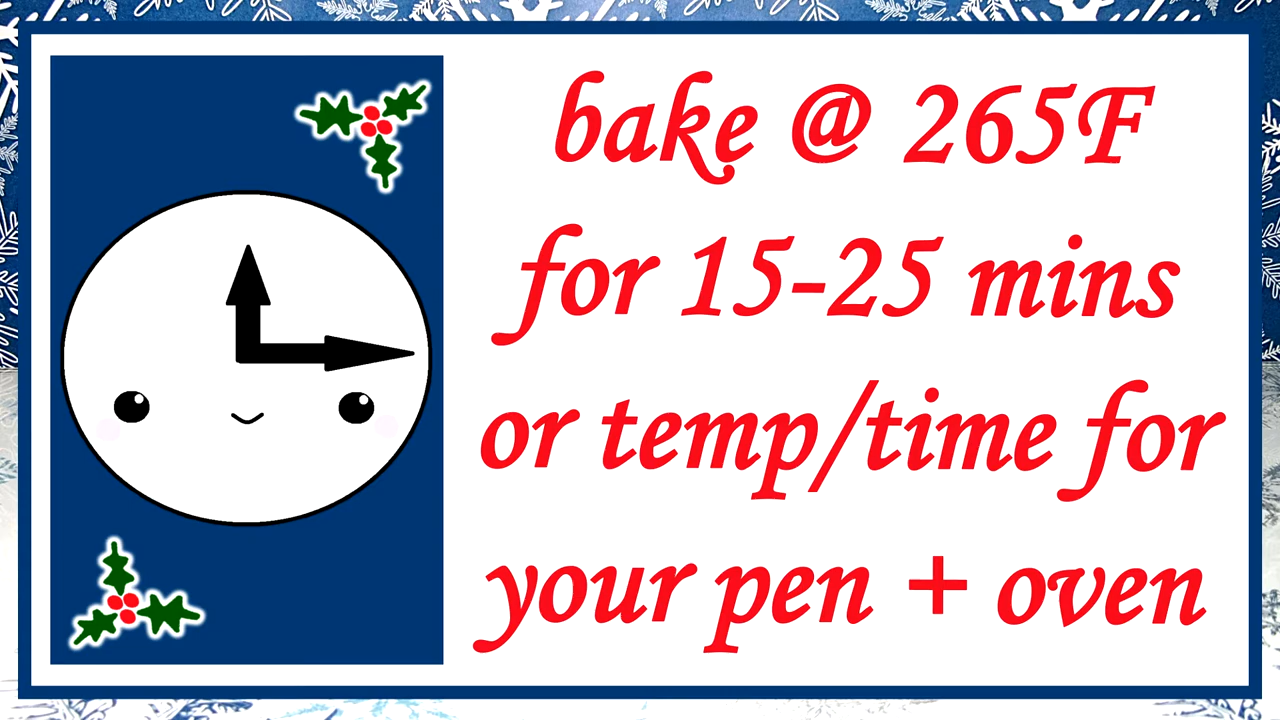 bake @ 265F
for 15-25 mins
or temp/time for
your pen + oven